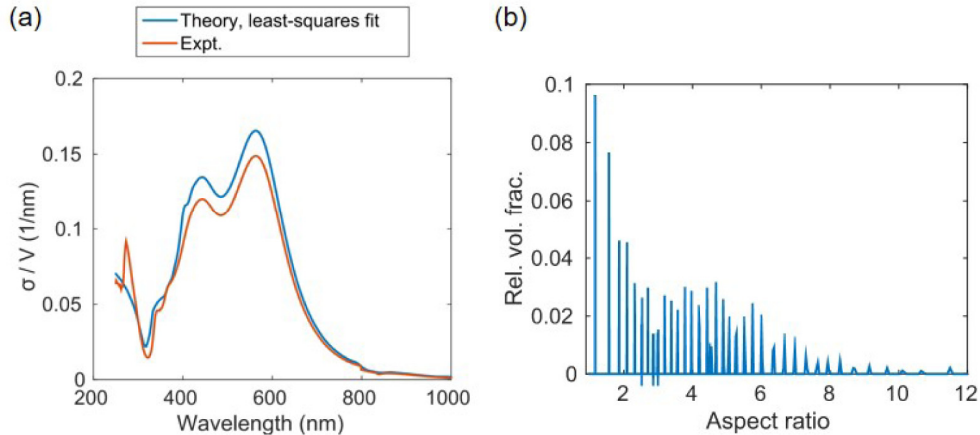 (a)
Theory, least-squares fit
Expt.
0.2
0.15
0.1
0.05
0
200 400 600 800 1000
Wavelength (nm)
σ / V (1/nm)
(b)
0.1
0.08
0.06
0.04
0.02
0
2 4 6 8 10 12
Aspect ratio
Rel. vol. frac.